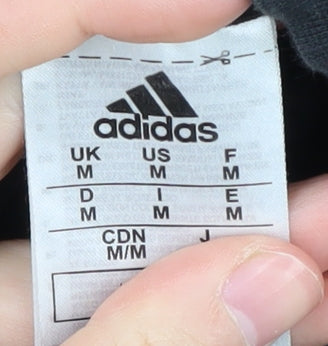 adidas
UK US F
M M M
D I E
M M M
CDN J
M/M